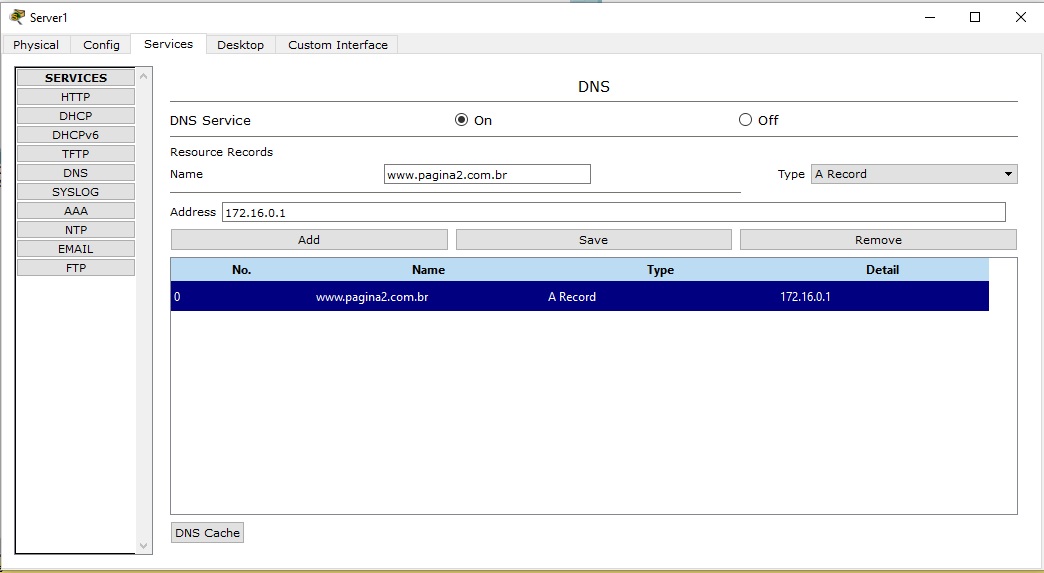 Server1
Physical Config Services Desktop Custom Interface
SERVICES
HTTP
DHCP
DHCPv6
TFTP
DNS
SYSLOG
AAA
NTP
EMAIL
FTP
DNS
DNS Service On Off
Resource Records
Name www.pagina2.com.br Type A Record
Address 172.16.0.1
Add Save Remove
No. Name Type Detail
0 www.pagina2.com.br A Record 172.16.0.1
DNS Cache